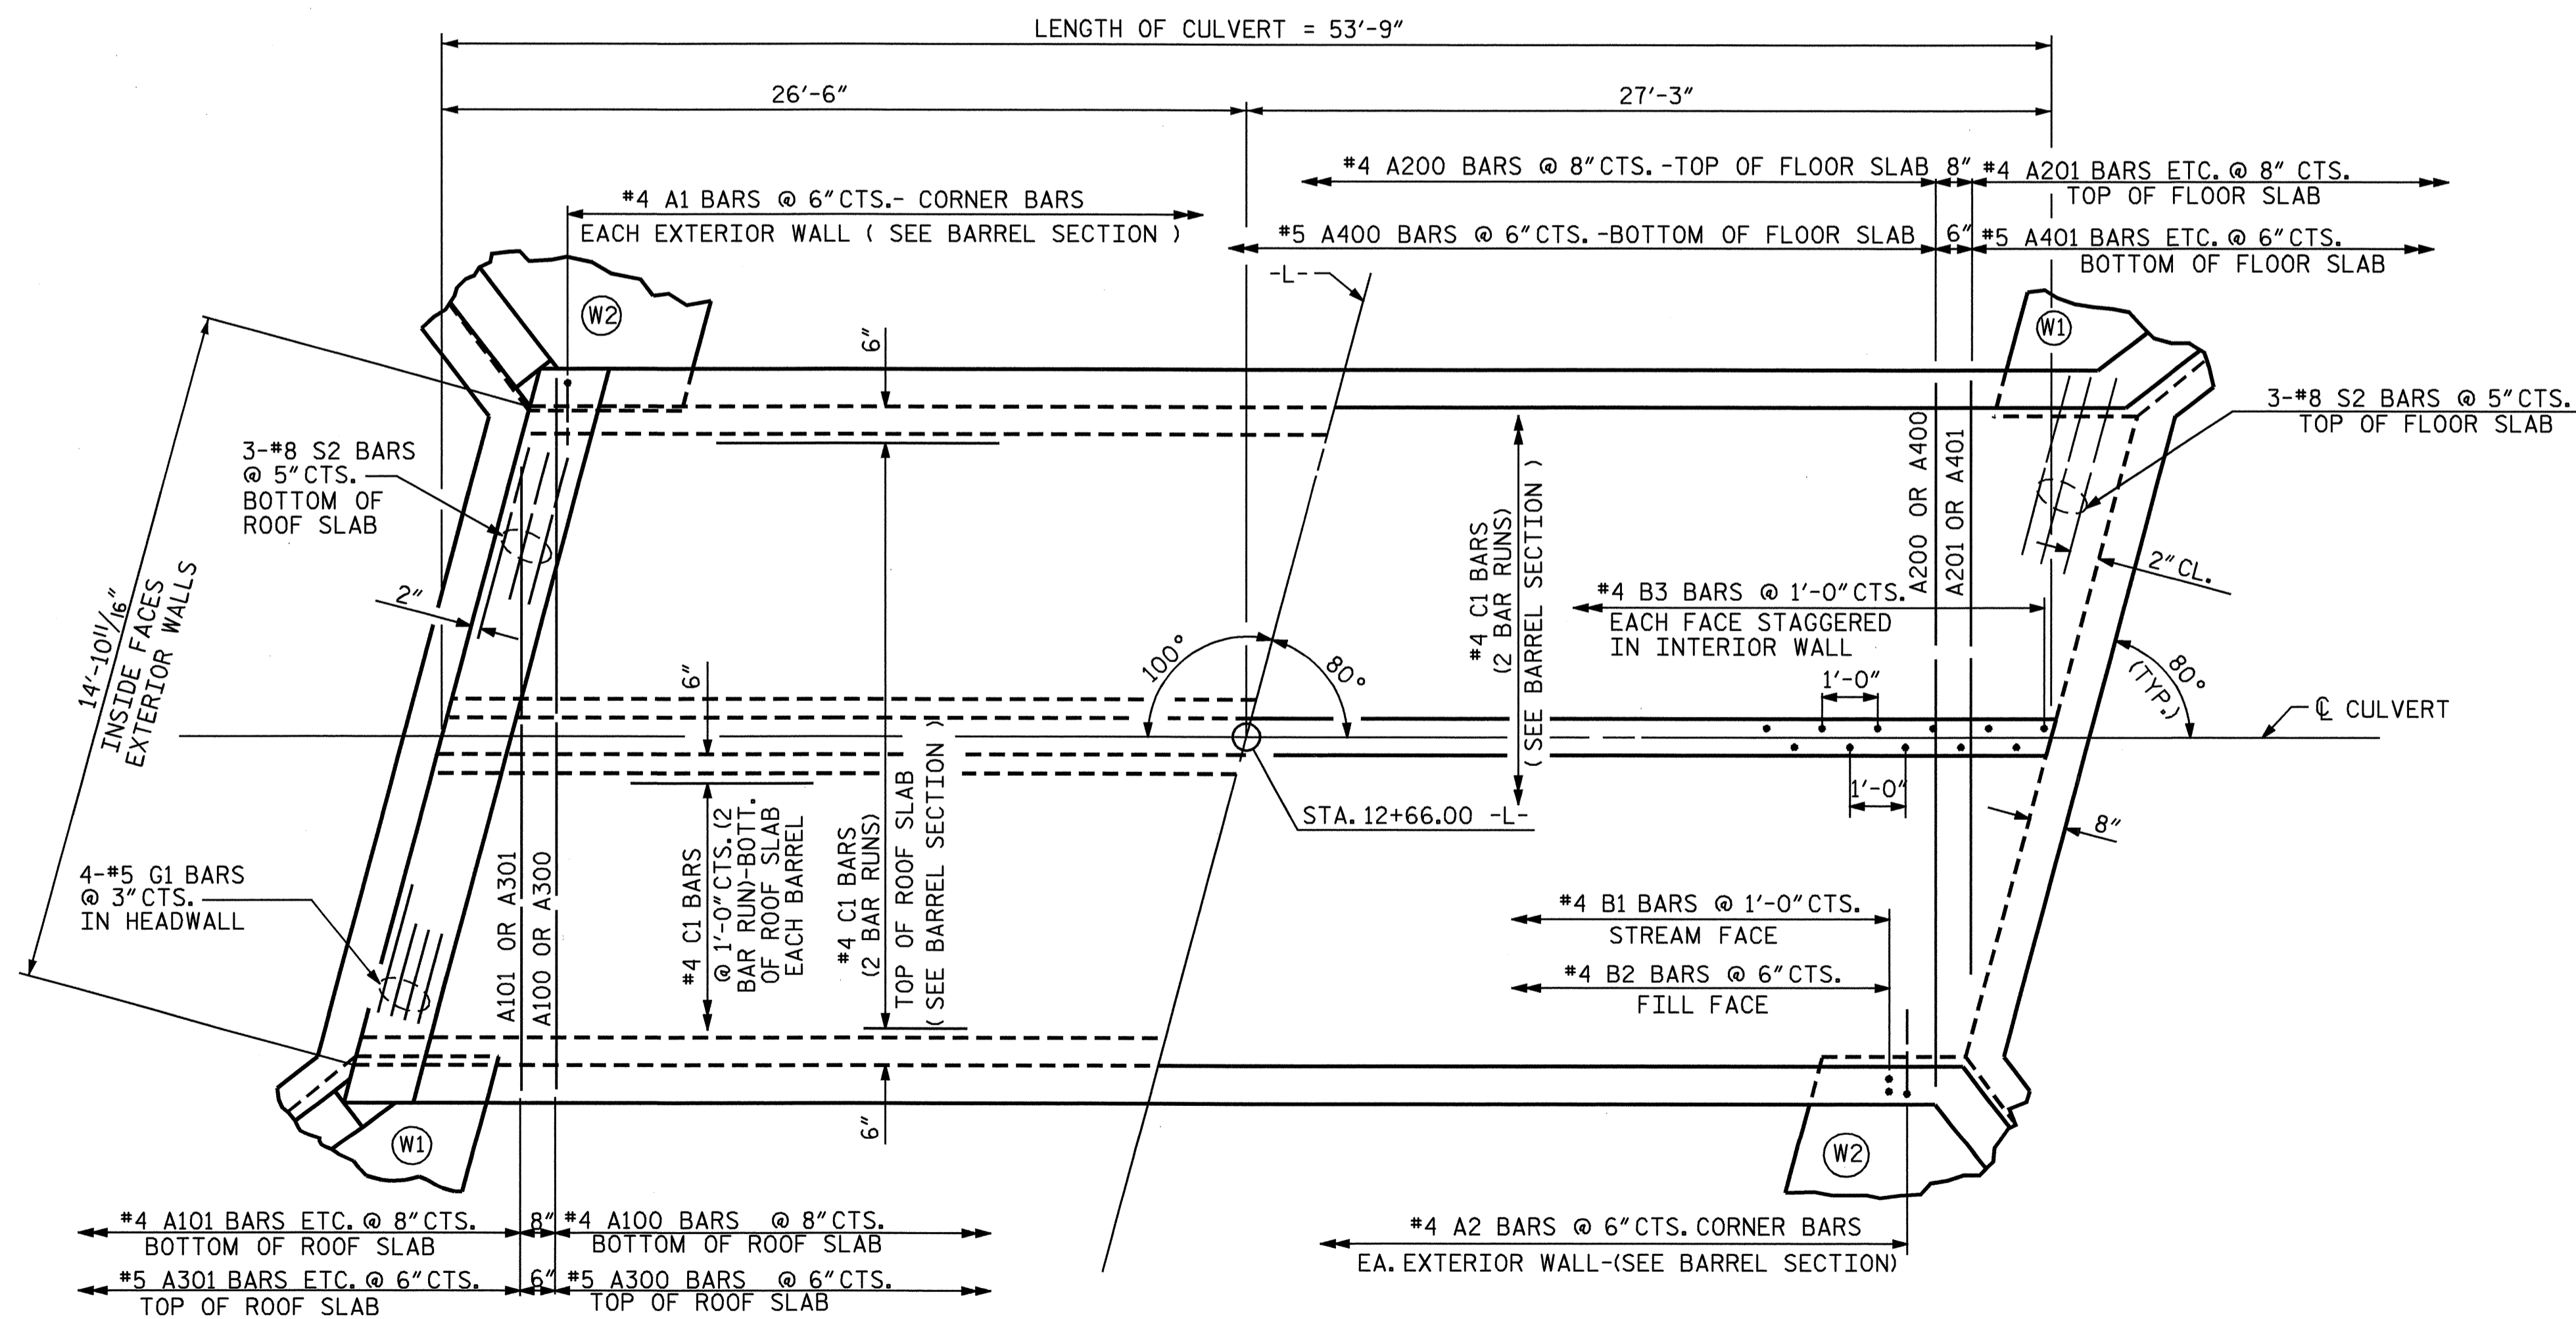 LENGTH OF CULVERT = 53'-9"
26'-6"
27'-3"
#4 A200 BARS @ 8"CTS.-TOP OF FLOOR SLAB
8"
#4 A201 BARS ETC. @ 8" CTS.
TOP OF FLOOR SLAB
#4 A1 BARS @ 6"CTS.- CORNER BARS
EACH EXTERIOR WALL ( SEE BARREL SECTION )
#5 A400 BARS @ 6"CTS.-BOTTOM OF FLOOR SLAB
6"
#5 A401 BARS ETC. @ 6"CTS.
BOTTOM OF FLOOR SLAB
-L-
W2
W1
6"
3-#8 S2 BARS @ 5"CTS.
TOP OF FLOOR SLAB
3-#8 S2 BARS
@ 5"CTS.
BOTTOM OF
ROOF SLAB
A200 OR A400
A201 OR A401
#4 C1 BARS
(2 BAR RUNS)
( SEE BARREL SECTION )
2" CL.
2"
#4 B3 BARS @ 1'-0"CTS.
EACH FACE STAGGERED
IN INTERIOR WALL
14'-10 11/16"
INSIDE FACES
EXTERIOR WALLS
100°
80°
80°
(TYP.)
6"
1'-0"
℄ CULVERT
1'-0"
STA. 12+66.00 -L-
8"
#4 C1 BARS
@ 1'-0"CTS.(2
BAR RUN)-BOTT.
OF ROOF SLAB
EACH BARREL
#4 C1 BARS
(2 BAR RUNS)
TOP OF ROOF SLAB
(SEE BARREL SECTION )
4-#5 G1 BARS
@ 3"CTS.
IN HEADWALL
A101 OR A301
A100 OR A300
#4 B1 BARS @ 1'-0"CTS.
STREAM FACE
#4 B2 BARS @ 6"CTS.
FILL FACE
6"
W1
W2
#4 A101 BARS ETC. @ 8"CTS.
BOTTOM OF ROOF SLAB
8"
#4 A100 BARS @ 8"CTS.
BOTTOM OF ROOF SLAB
#4 A2 BARS @ 6"CTS. CORNER BARS
EA. EXTERIOR WALL-(SEE BARREL SECTION)
#5 A301 BARS ETC. @ 6"CTS.
TOP OF ROOF SLAB
6"
#5 A300 BARS @ 6"CTS.
TOP OF ROOF SLAB